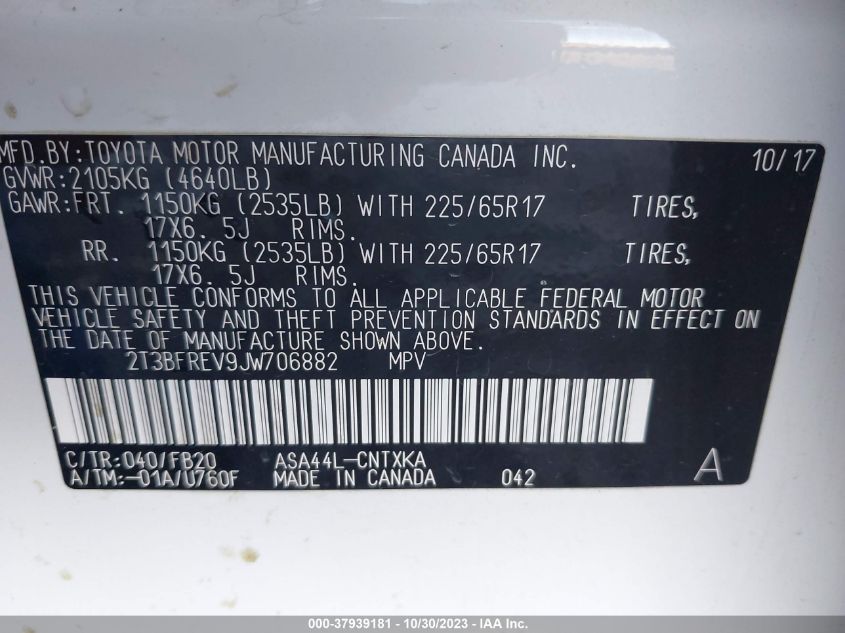 MFD.BY:TOYOTA MOTOR MANUFACTURING CANADA INC. 10/17
GVWR:2105KG (4640LB)
GAWR:FRT. 1150KG (2535LB) WITH 225/65R17 TIRES,
17X6. 5J RIMS.
RR. 1150KG (2535LB) WITH 225/65R17 TIRES,
17X6. 5J RIMS.
THIS VEHICLE CONFORMS TO ALL APPLICABLE FEDERAL MOTOR
VEHICLE SAFETY AND THEFT PREVENTION STANDARDS IN EFFECT ON
THE DATE OF MANUFACTURE SHOWN ABOVE.
2T3BFREV9JW706882 MPV
C/TR:040/FB20 ASA44L-CNTXKA
A/TM:-01A/U760F MADE IN CANADA 042 A
000-37939181 - 10/30/2023 - IAA Inc.